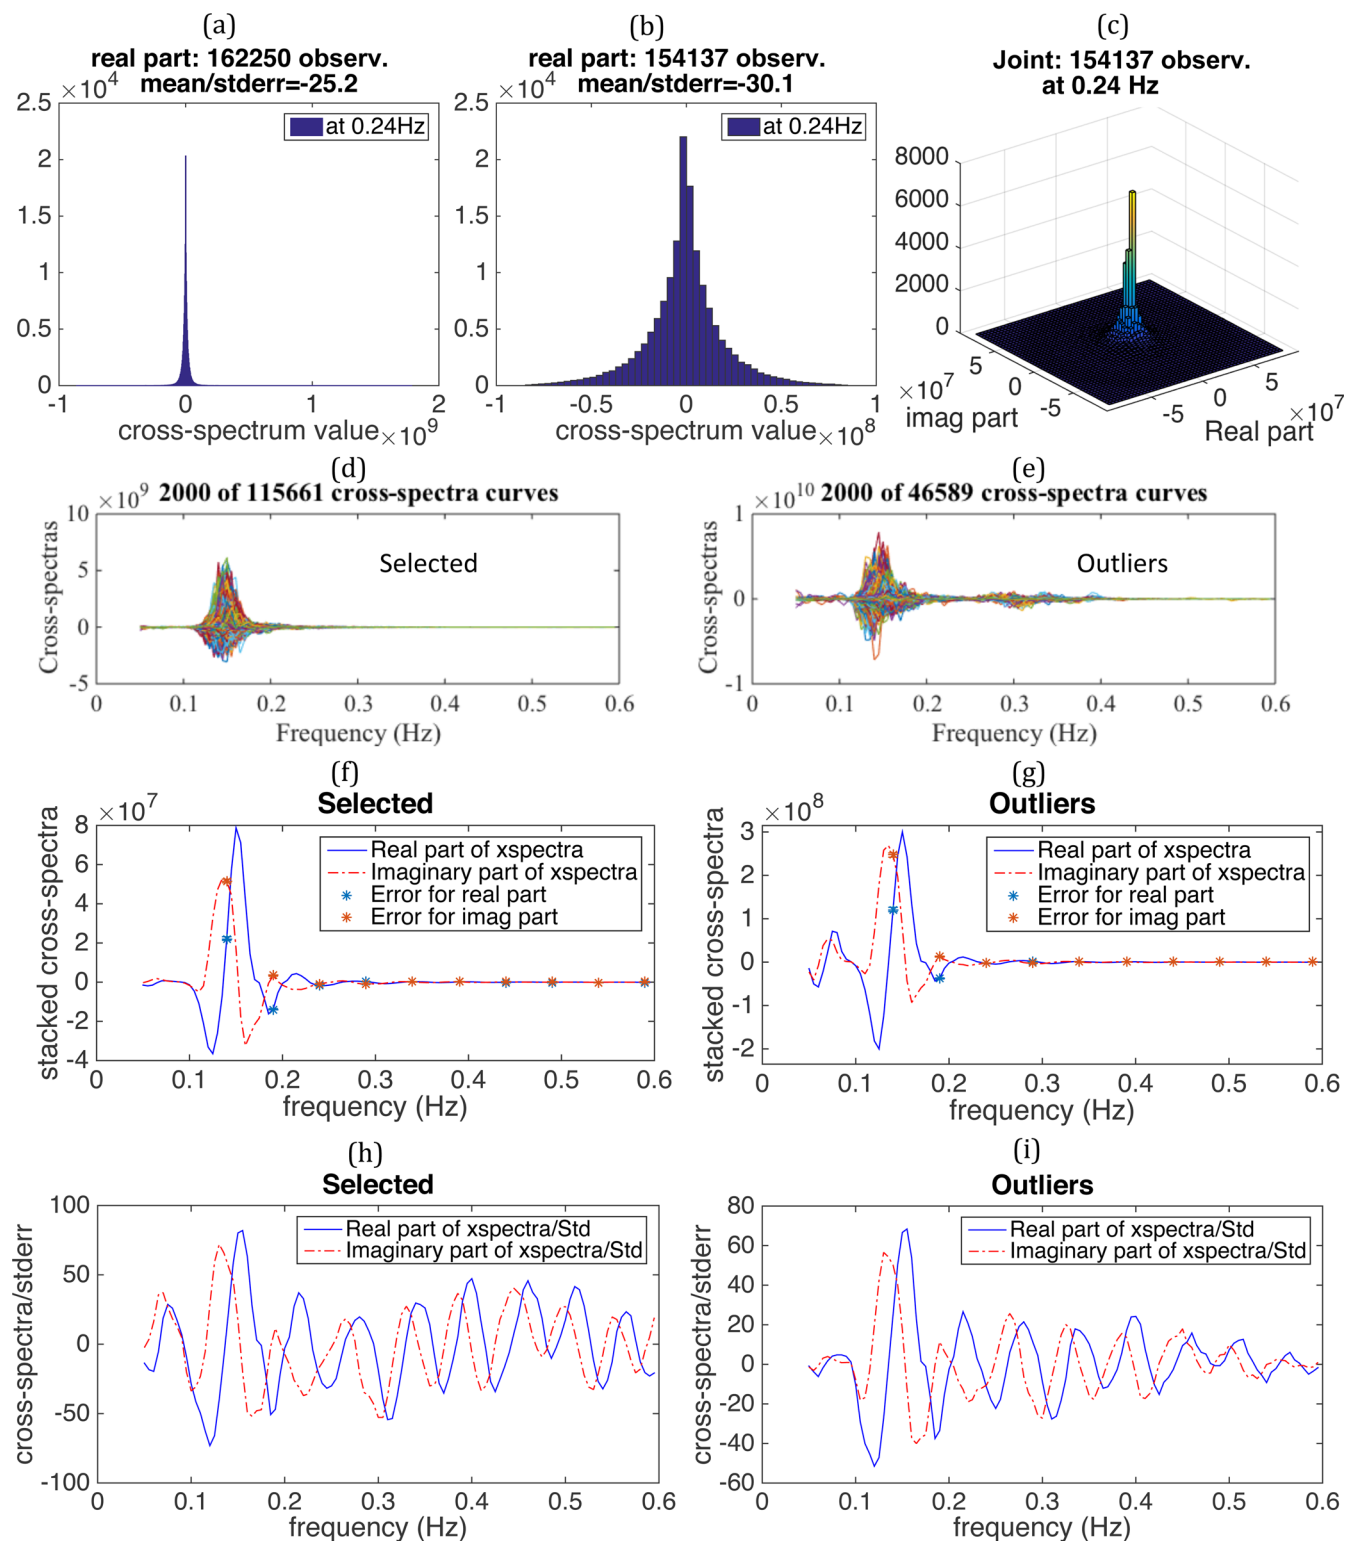 (a)
real part: 162250 observ.
mean/stderr=-25.2
×10^4
2.5
2
1.5
1
0.5
0
at 0.24Hz
-1 0 1 2
cross-spectrum value ×10^9
(b)
real part: 154137 observ.
mean/stderr=-30.1
×10^4
2.5
2
1.5
1
0.5
0
at 0.24Hz
-1 -0.5 0 0.5 1
cross-spectrum value ×10^8
(c)
Joint: 154137 observ.
at 0.24 Hz
8000
6000
4000
2000
0
5
0
-5
×10^7
imag part
-5
0
5
×10^7
Real part
(d)
×10^9 2000 of 115661 cross-spectra curves
10
5
0
-5
Cross-spectras
Selected
0 0.1 0.2 0.3 0.4 0.5 0.6
Frequency (Hz)
(e)
×10^10 2000 of 46589 cross-spectra curves
1
0
-1
Cross-spectras
Outliers
0 0.1 0.2 0.3 0.4 0.5 0.6
Frequency (Hz)
(f)
Selected
×10^7
8
6
4
2
0
-2
-4
stacked cross-spectra
Real part of xspectra
Imaginary part of xspectra
Error for real part
Error for imag part
0 0.1 0.2 0.3 0.4 0.5 0.6
frequency (Hz)
(g)
Outliers
×10^8
3
2
1
0
-1
-2
stacked cross-spectra
Real part of xspectra
Imaginary part of xspectra
Error for real part
Error for imag part
0 0.1 0.2 0.3 0.4 0.5 0.6
frequency (Hz)
(h)
Selected
100
50
0
-50
-100
cross-spectra/stderr
Real part of xspectra/Std
Imaginary part of xspectra/Std
0 0.1 0.2 0.3 0.4 0.5 0.6
frequency (Hz)
(i)
Outliers
80
60
40
20
0
-20
-40
-60
cross-spectra/stderr
Real part of xspectra/Std
Imaginary part of xspectra/Std
0 0.1 0.2 0.3 0.4 0.5 0.6
frequency (Hz)